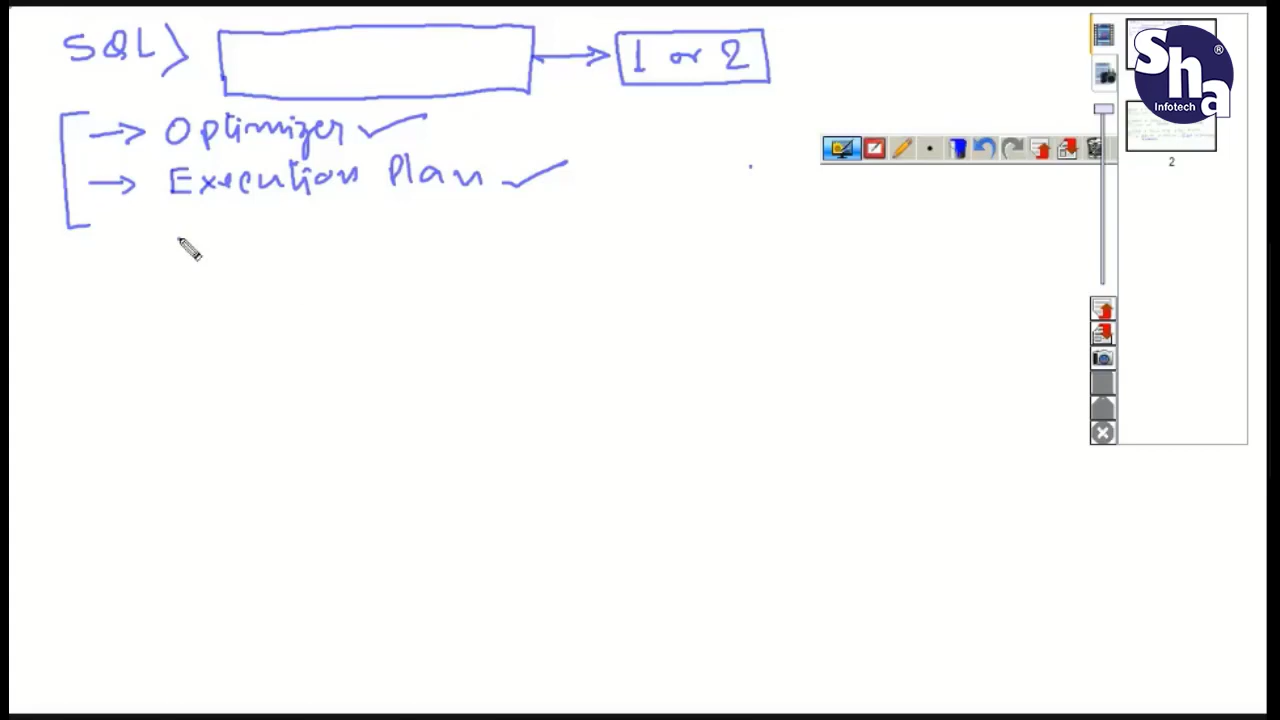 SQL> 1 or 2
→ Optimizer ✓
→ Execution Plan ✓
Sha
®
Infotech
2